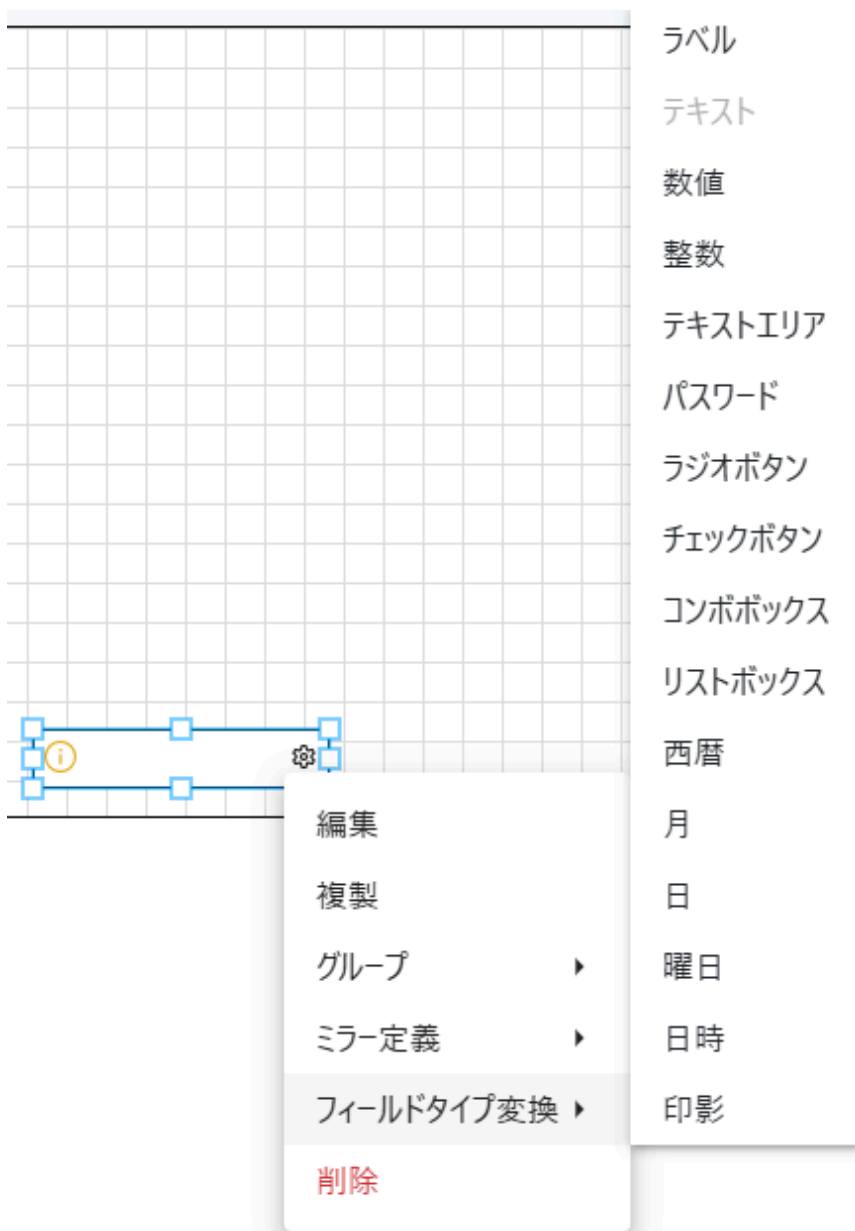 ラベル
テキスト
数値
整数
テキストエリア
パスワード
ラジオボタン
チェックボタン
コンボボックス
リストボックス
西暦
月
日
曜日
日時
印影
編集
複製
グループ
ミラー定義
フィールドタイプ変換
削除